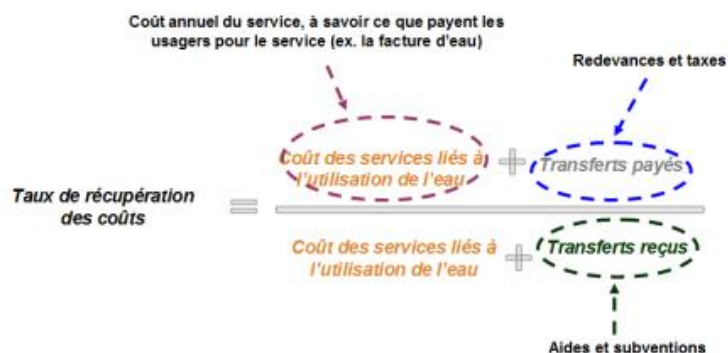 Coût annuel du service, à savoir ce que payent les
usagers pour le service (ex. la facture d'eau)
Redevances et taxes
Coût des services liés à
l'utilisation de l'eau
+
Transferts payés
Taux de récupération
des coûts
=
Coût des services liés à
l'utilisation de l'eau
+
Transferts reçus
Aides et subventions